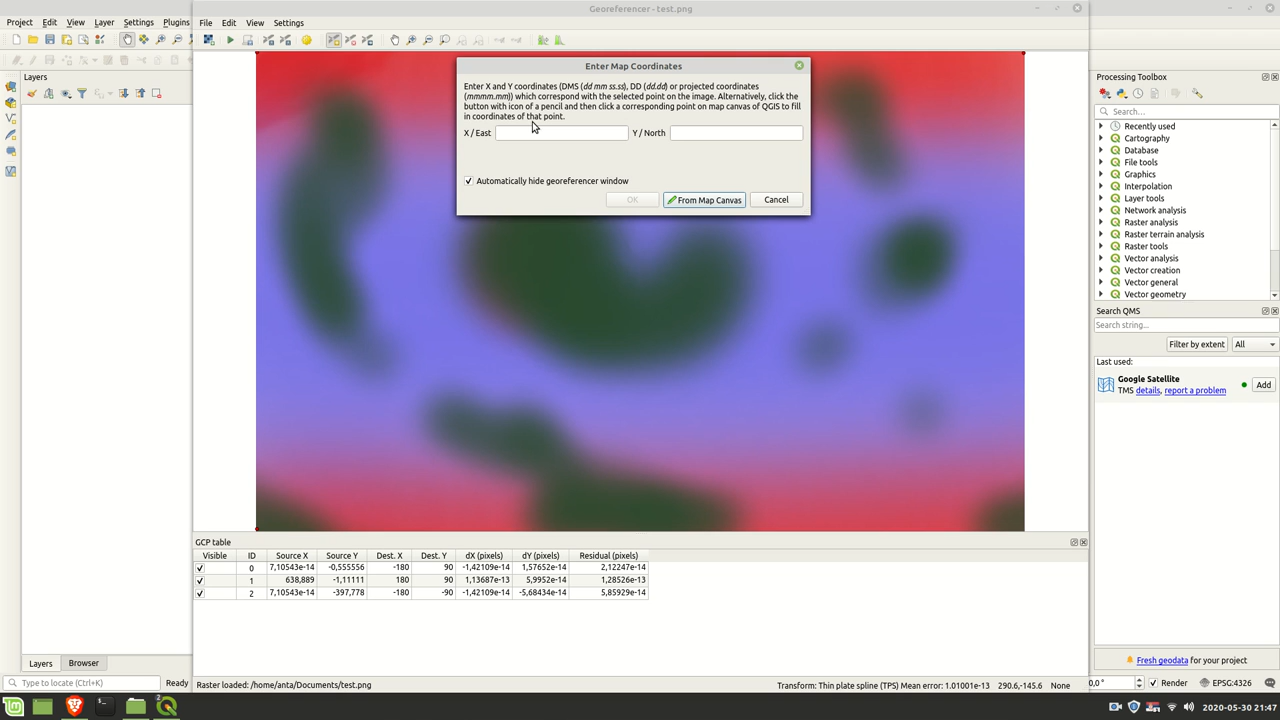 Georeferencer - test.png
Project Edit View Layer Settings Plugins
File Edit View Settings
Layers
Enter Map Coordinates
Enter X and Y coordinates (DMS (dd mm ss.ss), DD (dd.dd) or projected coordinates
(mmmm.mm)) which correspond with the selected point on the image. Alternatively, click the
button with icon of a pencil and then click a corresponding point on map canvas of QGIS to fill
in coordinates of that point.
X / East Y / North
Automatically hide georeferencer window
OK From Map Canvas Cancel
Processing Toolbox
Search...
Recently used
Cartography
Database
File tools
Graphics
Interpolation
Layer tools
Network analysis
Raster analysis
Raster terrain analysis
Raster tools
Vector analysis
Vector creation
Vector general
Vector geometry
Search QMS
Search string...
Filter by extent All
Last used:
Google Satellite
TMS details, report a problem
Add
GCP table
Visible ID Source X Source Y Dest. X Dest. Y dX (pixels) dY (pixels) Residual (pixels)
0 7,10543e-14 -0,555556 -180 90 -1,42109e-14 1,57652e-14 2,12247e-14
1 638,889 -1,11111 180 90 1,13687e-13 5,9952e-14 1,28526e-13
2 7,10543e-14 -397,778 -180 -90 -1,42109e-14 -5,68434e-14 5,85929e-14
Layers Browser
Fresh geodata for your project
Type to locate (Ctrl+K) Ready
Raster loaded: /home/anta/Documents/test.png
Transform: Thin plate spline (TPS) Mean error: 1.01001e-13 290.6,-145.6 None
0,0 ° Render EPSG:4326
2
2020-05-30 21:47